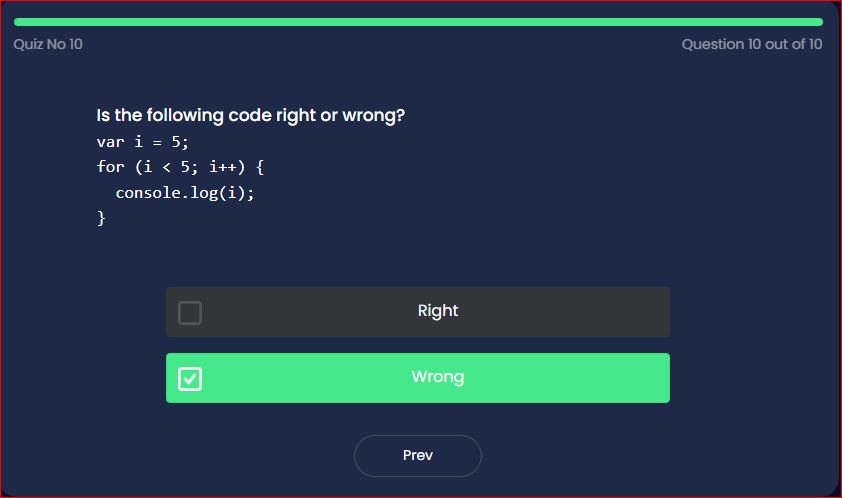 Quiz No 10
Question 10 out of 10
Is the following code right or wrong?
var i = 5;
for (i < 5; i++) {
  console.log(i);
}
Right
Wrong
Prev